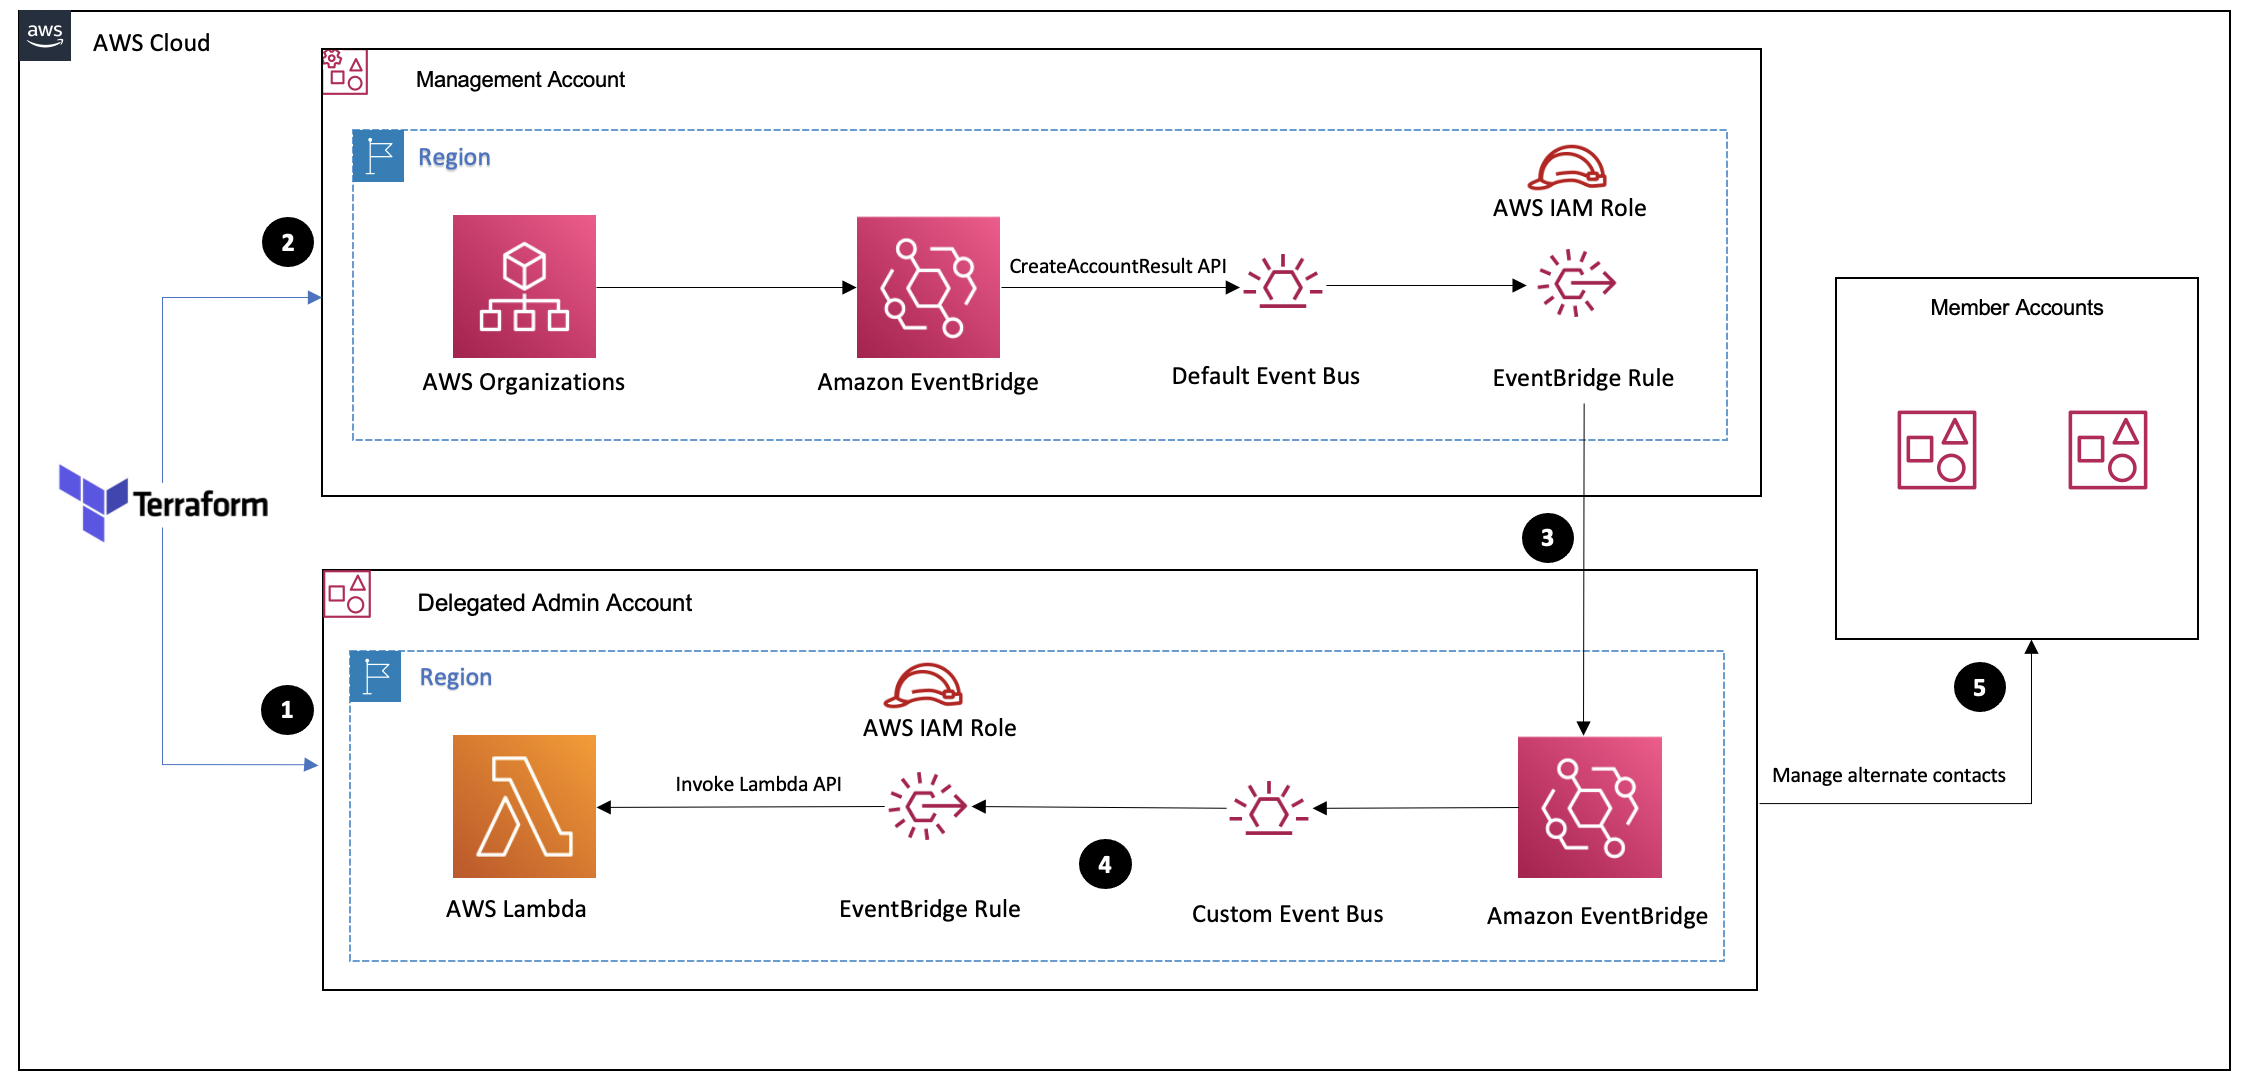 aws
AWS Cloud
Management Account
Region
AWS IAM Role
2
CreateAccountResult API
AWS Organizations
Amazon EventBridge
Default Event Bus
EventBridge Rule
Member Accounts
Terraform
3
Delegated Admin Account
Region
1
AWS IAM Role
5
Invoke Lambda API
Manage alternate contacts
4
AWS Lambda
EventBridge Rule
Custom Event Bus
Amazon EventBridge